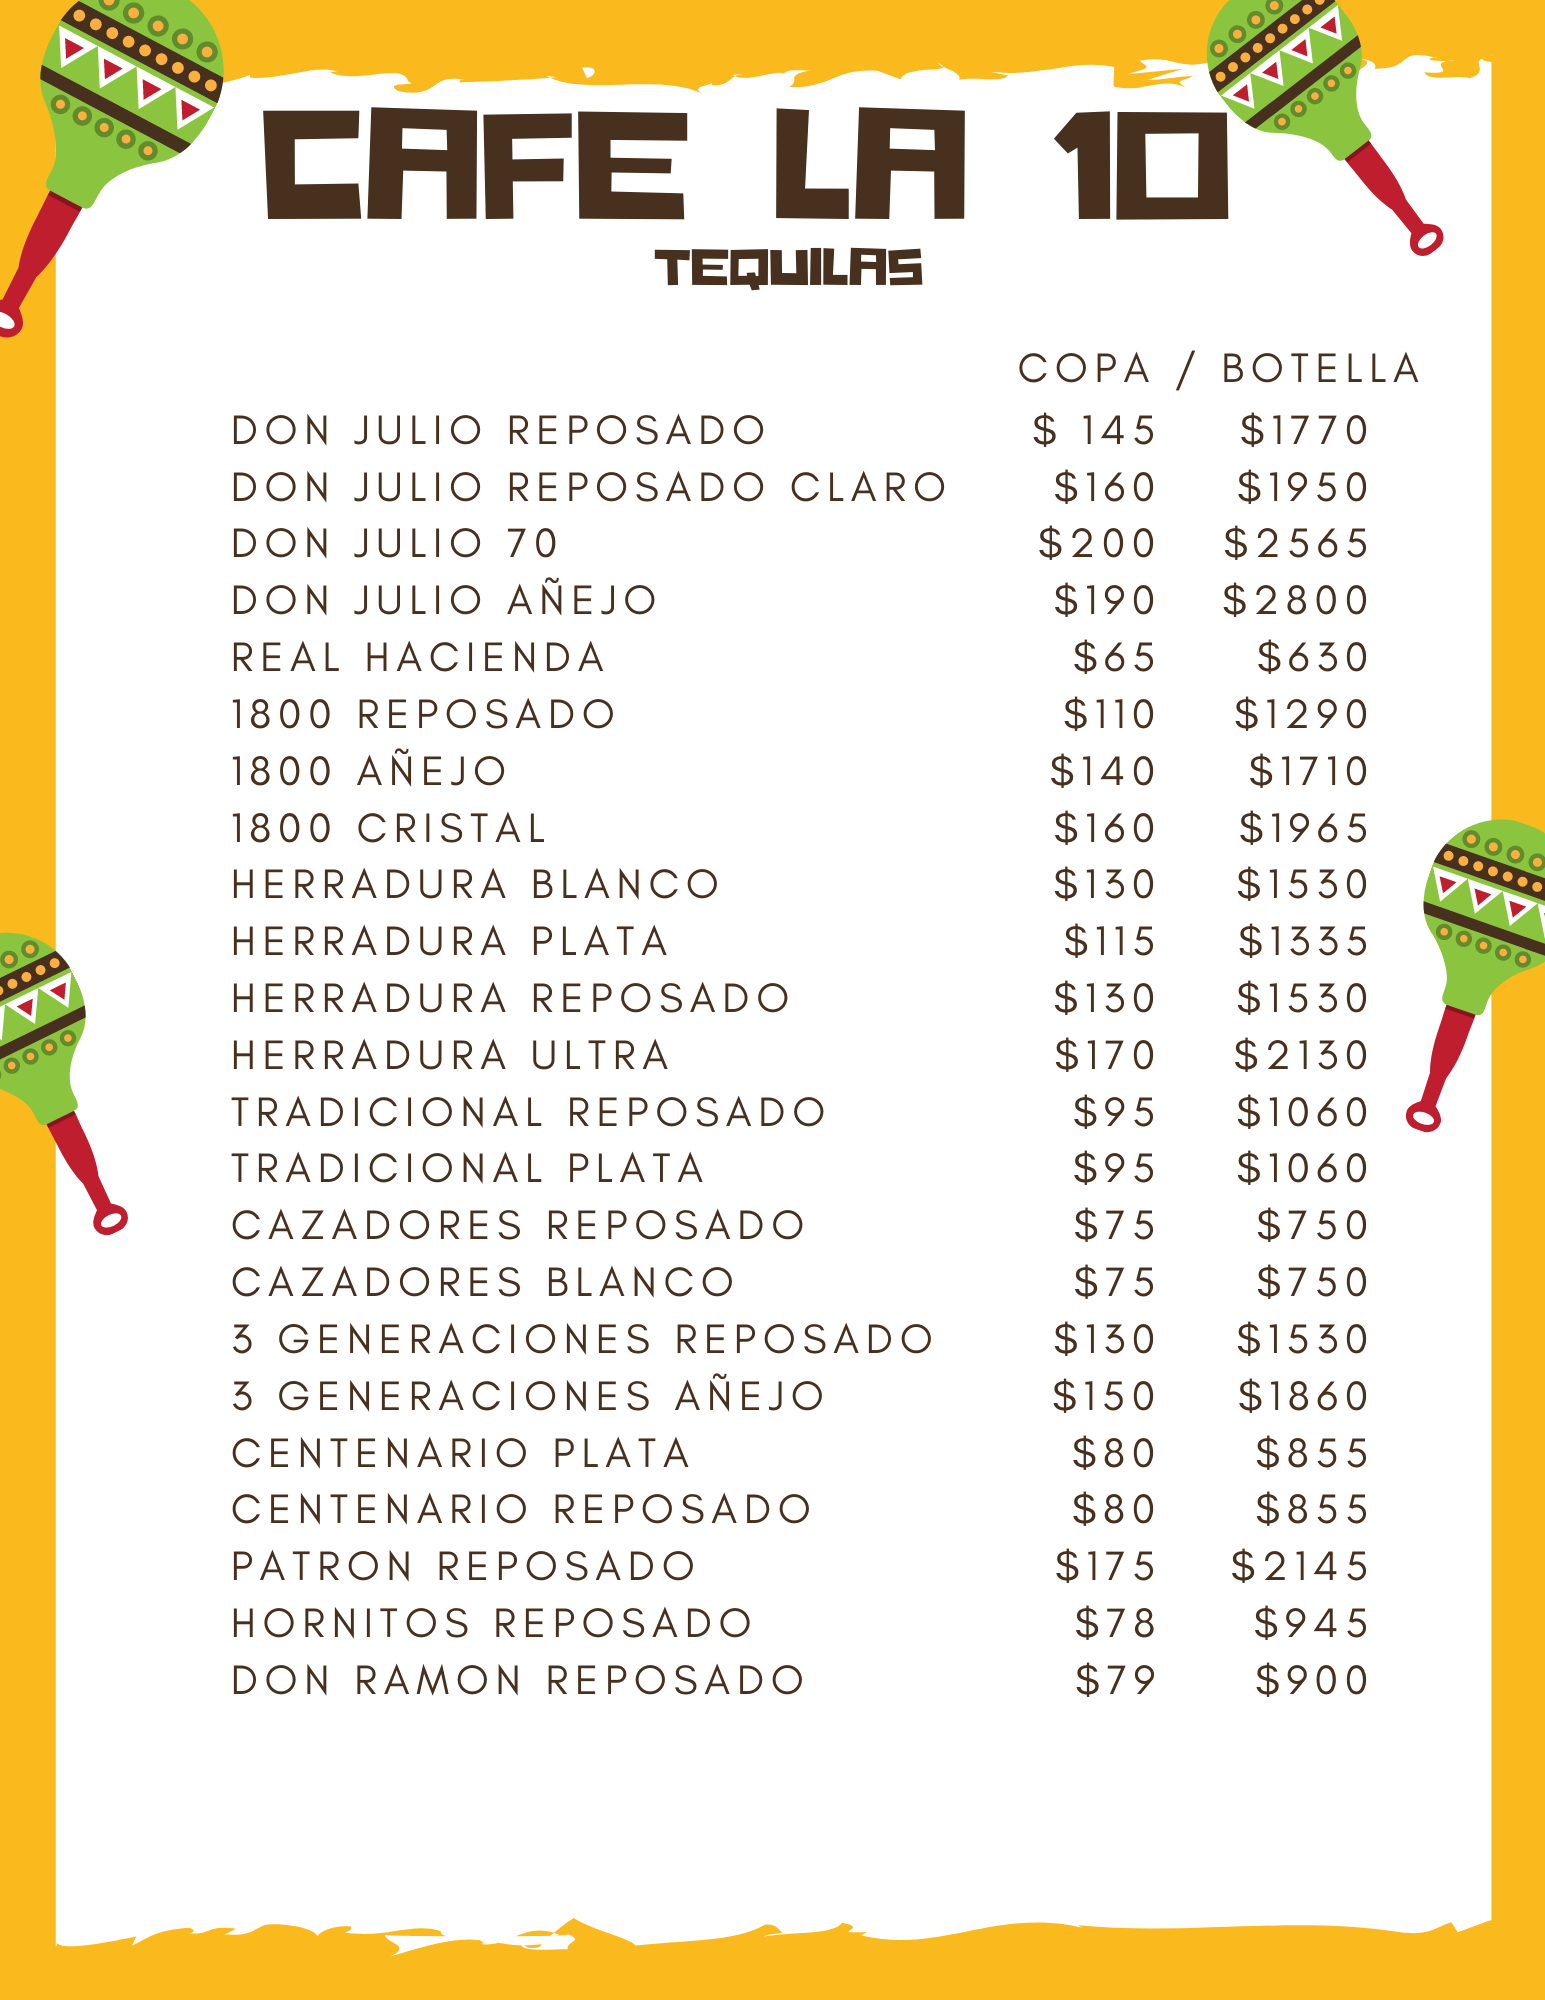 CAFE LA 10
TEQUILAS
COPA / BOTELLA
DON JULIO REPOSADO $ 145 $1770
DON JULIO REPOSADO CLARO $160 $1950
DON JULIO 70 $200 $2565
DON JULIO AÑEJO $190 $2800
REAL HACIENDA $65 $630
1800 REPOSADO $110 $1290
1800 AÑEJO $140 $1710
1800 CRISTAL $160 $1965
HERRADURA BLANCO $130 $1530
HERRADURA PLATA $115 $1335
HERRADURA REPOSADO $130 $1530
HERRADURA ULTRA $170 $2130
TRADICIONAL REPOSADO $95 $1060
TRADICIONAL PLATA $95 $1060
CAZADORES REPOSADO $75 $750
CAZADORES BLANCO $75 $750
3 GENERACIONES REPOSADO $130 $1530
3 GENERACIONES AÑEJO $150 $1860
CENTENARIO PLATA $80 $855
CENTENARIO REPOSADO $80 $855
PATRON REPOSADO $175 $2145
HORNITOS REPOSADO $78 $945
DON RAMON REPOSADO $79 $900